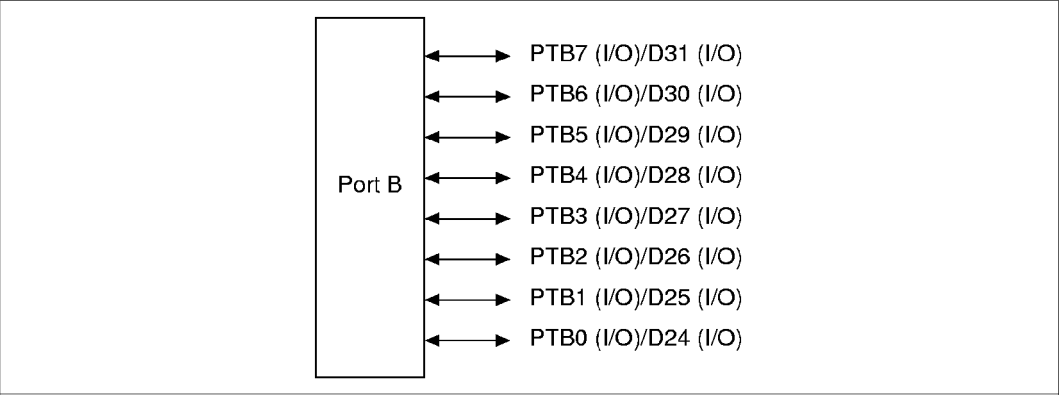 PTB7 (I/O)/D31 (I/O)
PTB6 (I/O)/D30 (I/O)
PTB5 (I/O)/D29 (I/O)
PTB4 (I/O)/D28 (I/O)
Port B
PTB3 (I/O)/D27 (I/O)
PTB2 (I/O)/D26 (I/O)
PTB1 (I/O)/D25 (I/O)
PTB0 (I/O)/D24 (I/O)